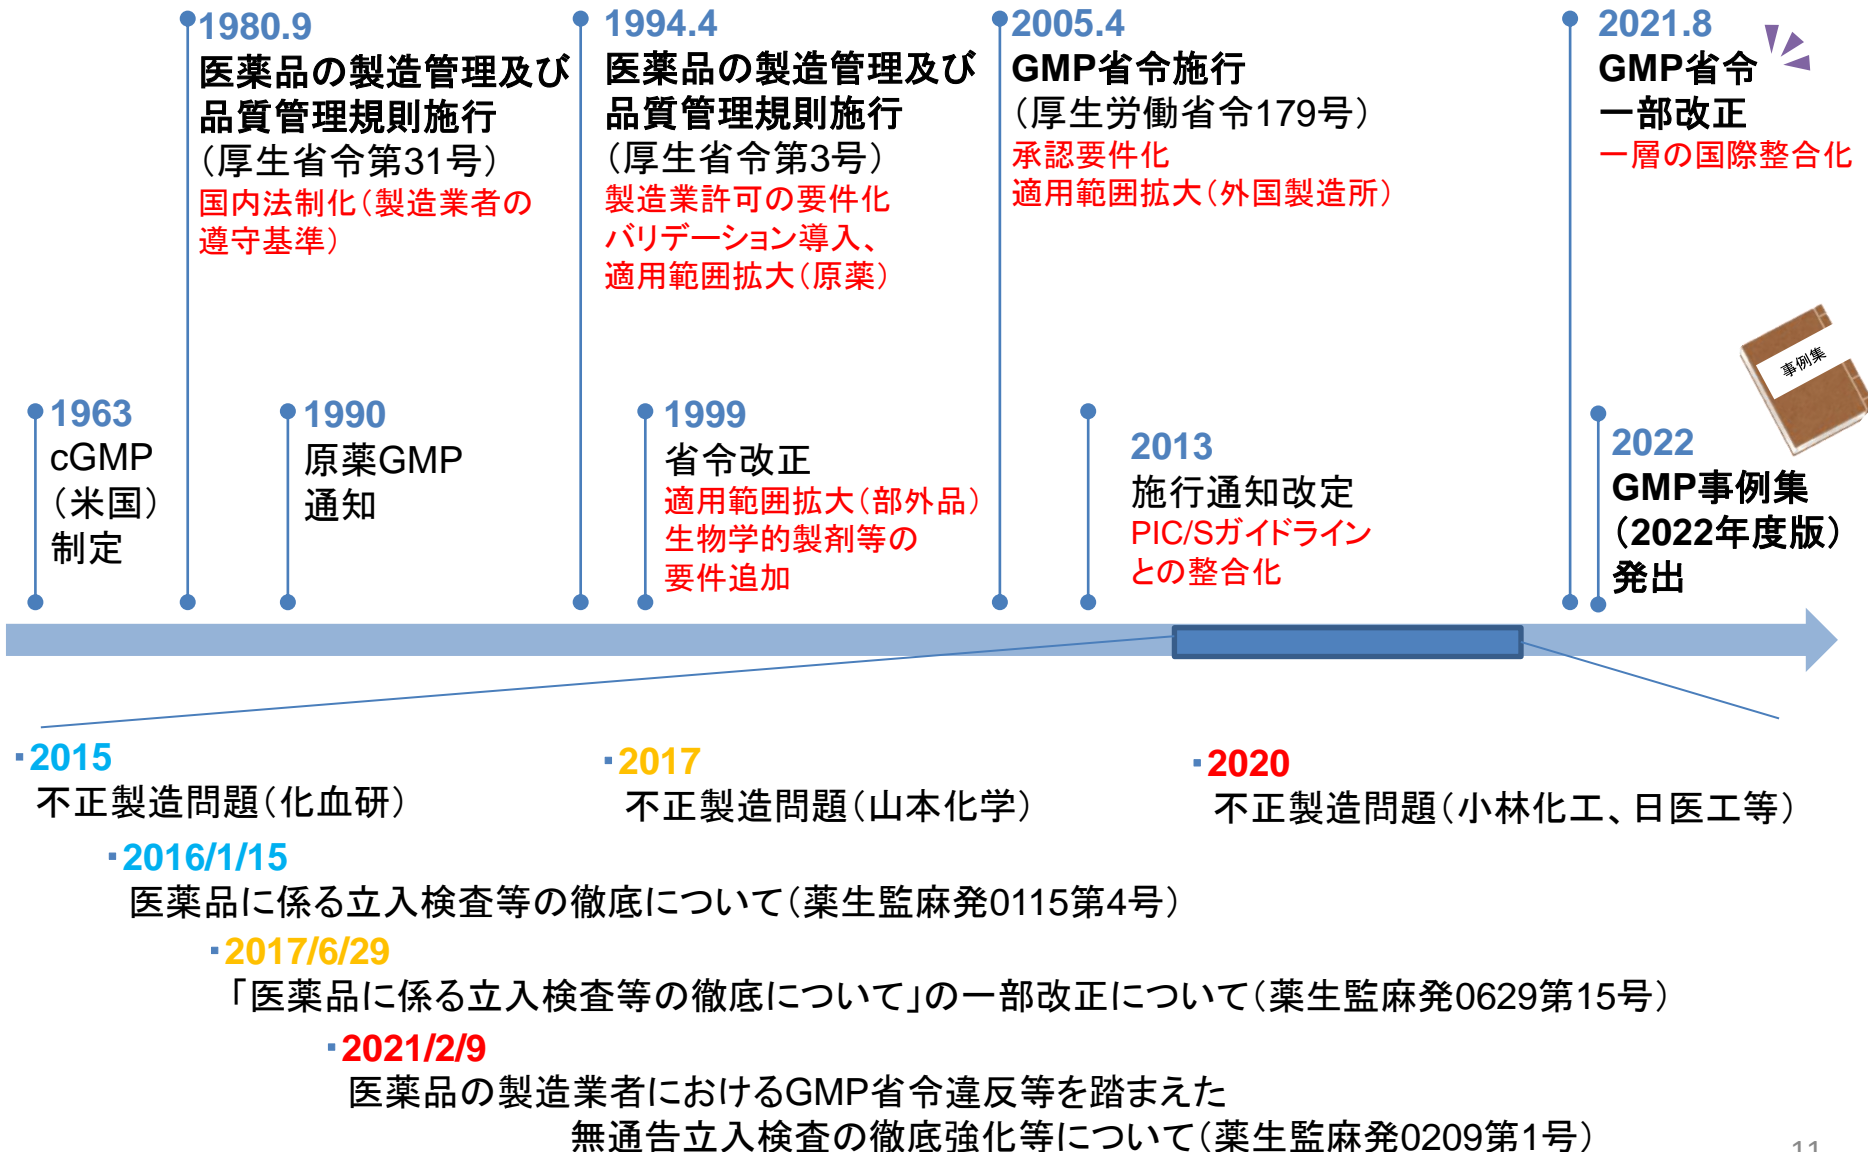 1980.9
医薬品の製造管理及び
品質管理規則施行
（厚生省令第31号）
国内法制化（製造業者の
遵守基準）
1994.4
医薬品の製造管理及び
品質管理規則施行
（厚生省令第3号）
製造業許可の要件化
バリデーション導入、
適用範囲拡大（原薬）
2005.4
GMP省令施行
（厚生労働省令179号）
承認要件化
適用範囲拡大（外国製造所）
2021.8
GMP省令
一部改正
一層の国際整合化
事例集
1963
cGMP
（米国）
制定
1990
原薬GMP
通知
1999
省令改正
適用範囲拡大（部外品）
生物学的製剤等の
要件追加
2013
施行通知改定
PIC/Sガイドライン
との整合化
2022
GMP事例集
（2022年度版）
発出
▪2015
不正製造問題（化血研）
▪2017
不正製造問題（山本化学）
▪2020
不正製造問題（小林化工、日医工等）
▪2016/1/15
医薬品に係る立入検査等の徹底について（薬生監麻発0115第4号）
▪2017/6/29
「医薬品に係る立入検査等の徹底について」の一部改正について（薬生監麻発0629第15号）
▪2021/2/9
医薬品の製造業者におけるGMP省令違反等を踏まえた
無通告立入検査の徹底強化等について（薬生監麻発0209第1号）
11